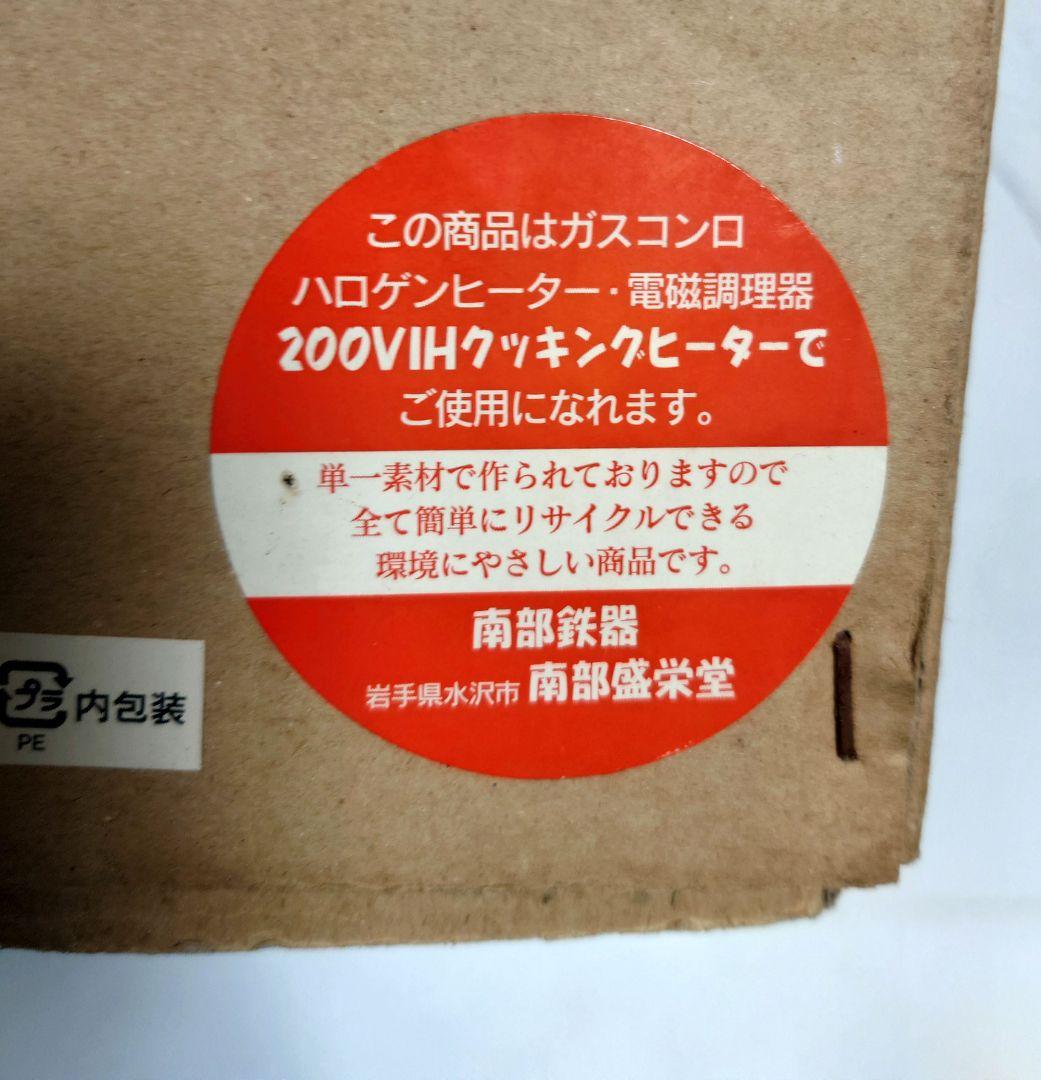 この商品はガスコンロ
ハロゲンヒーター・電磁調理器
200VIHクッキングヒーターで
ご使用になれます。
単一素材で作られておりますので
全て簡単にリサイクルできる
環境にやさしい商品です。
南部鉄器
岩手県水沢市 南部盛栄堂
プラ 内包装
PE